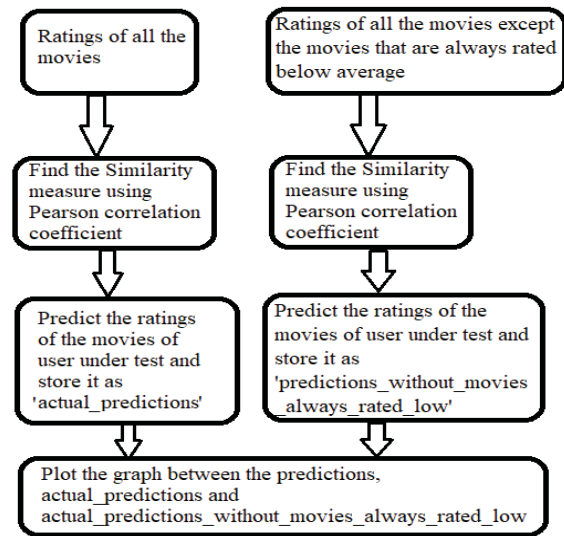 Ratings of all the
movies
Ratings of all the movies except
the movies that are always rated
below average
Find the Similarity
measure using
Pearson correlation
coefficient
Find the Similarity
measure using
Pearson correlation
coefficient
Predict the ratings
of the movies of
user under test and
store it as
'actual_predictions'
Predict the ratings of the
movies of user under test and
store it as
'predictions_without_movies
_always_rated_low'
Plot the graph between the predictions,
actual_predictions and
actual_predictions_without_movies_always_rated_low